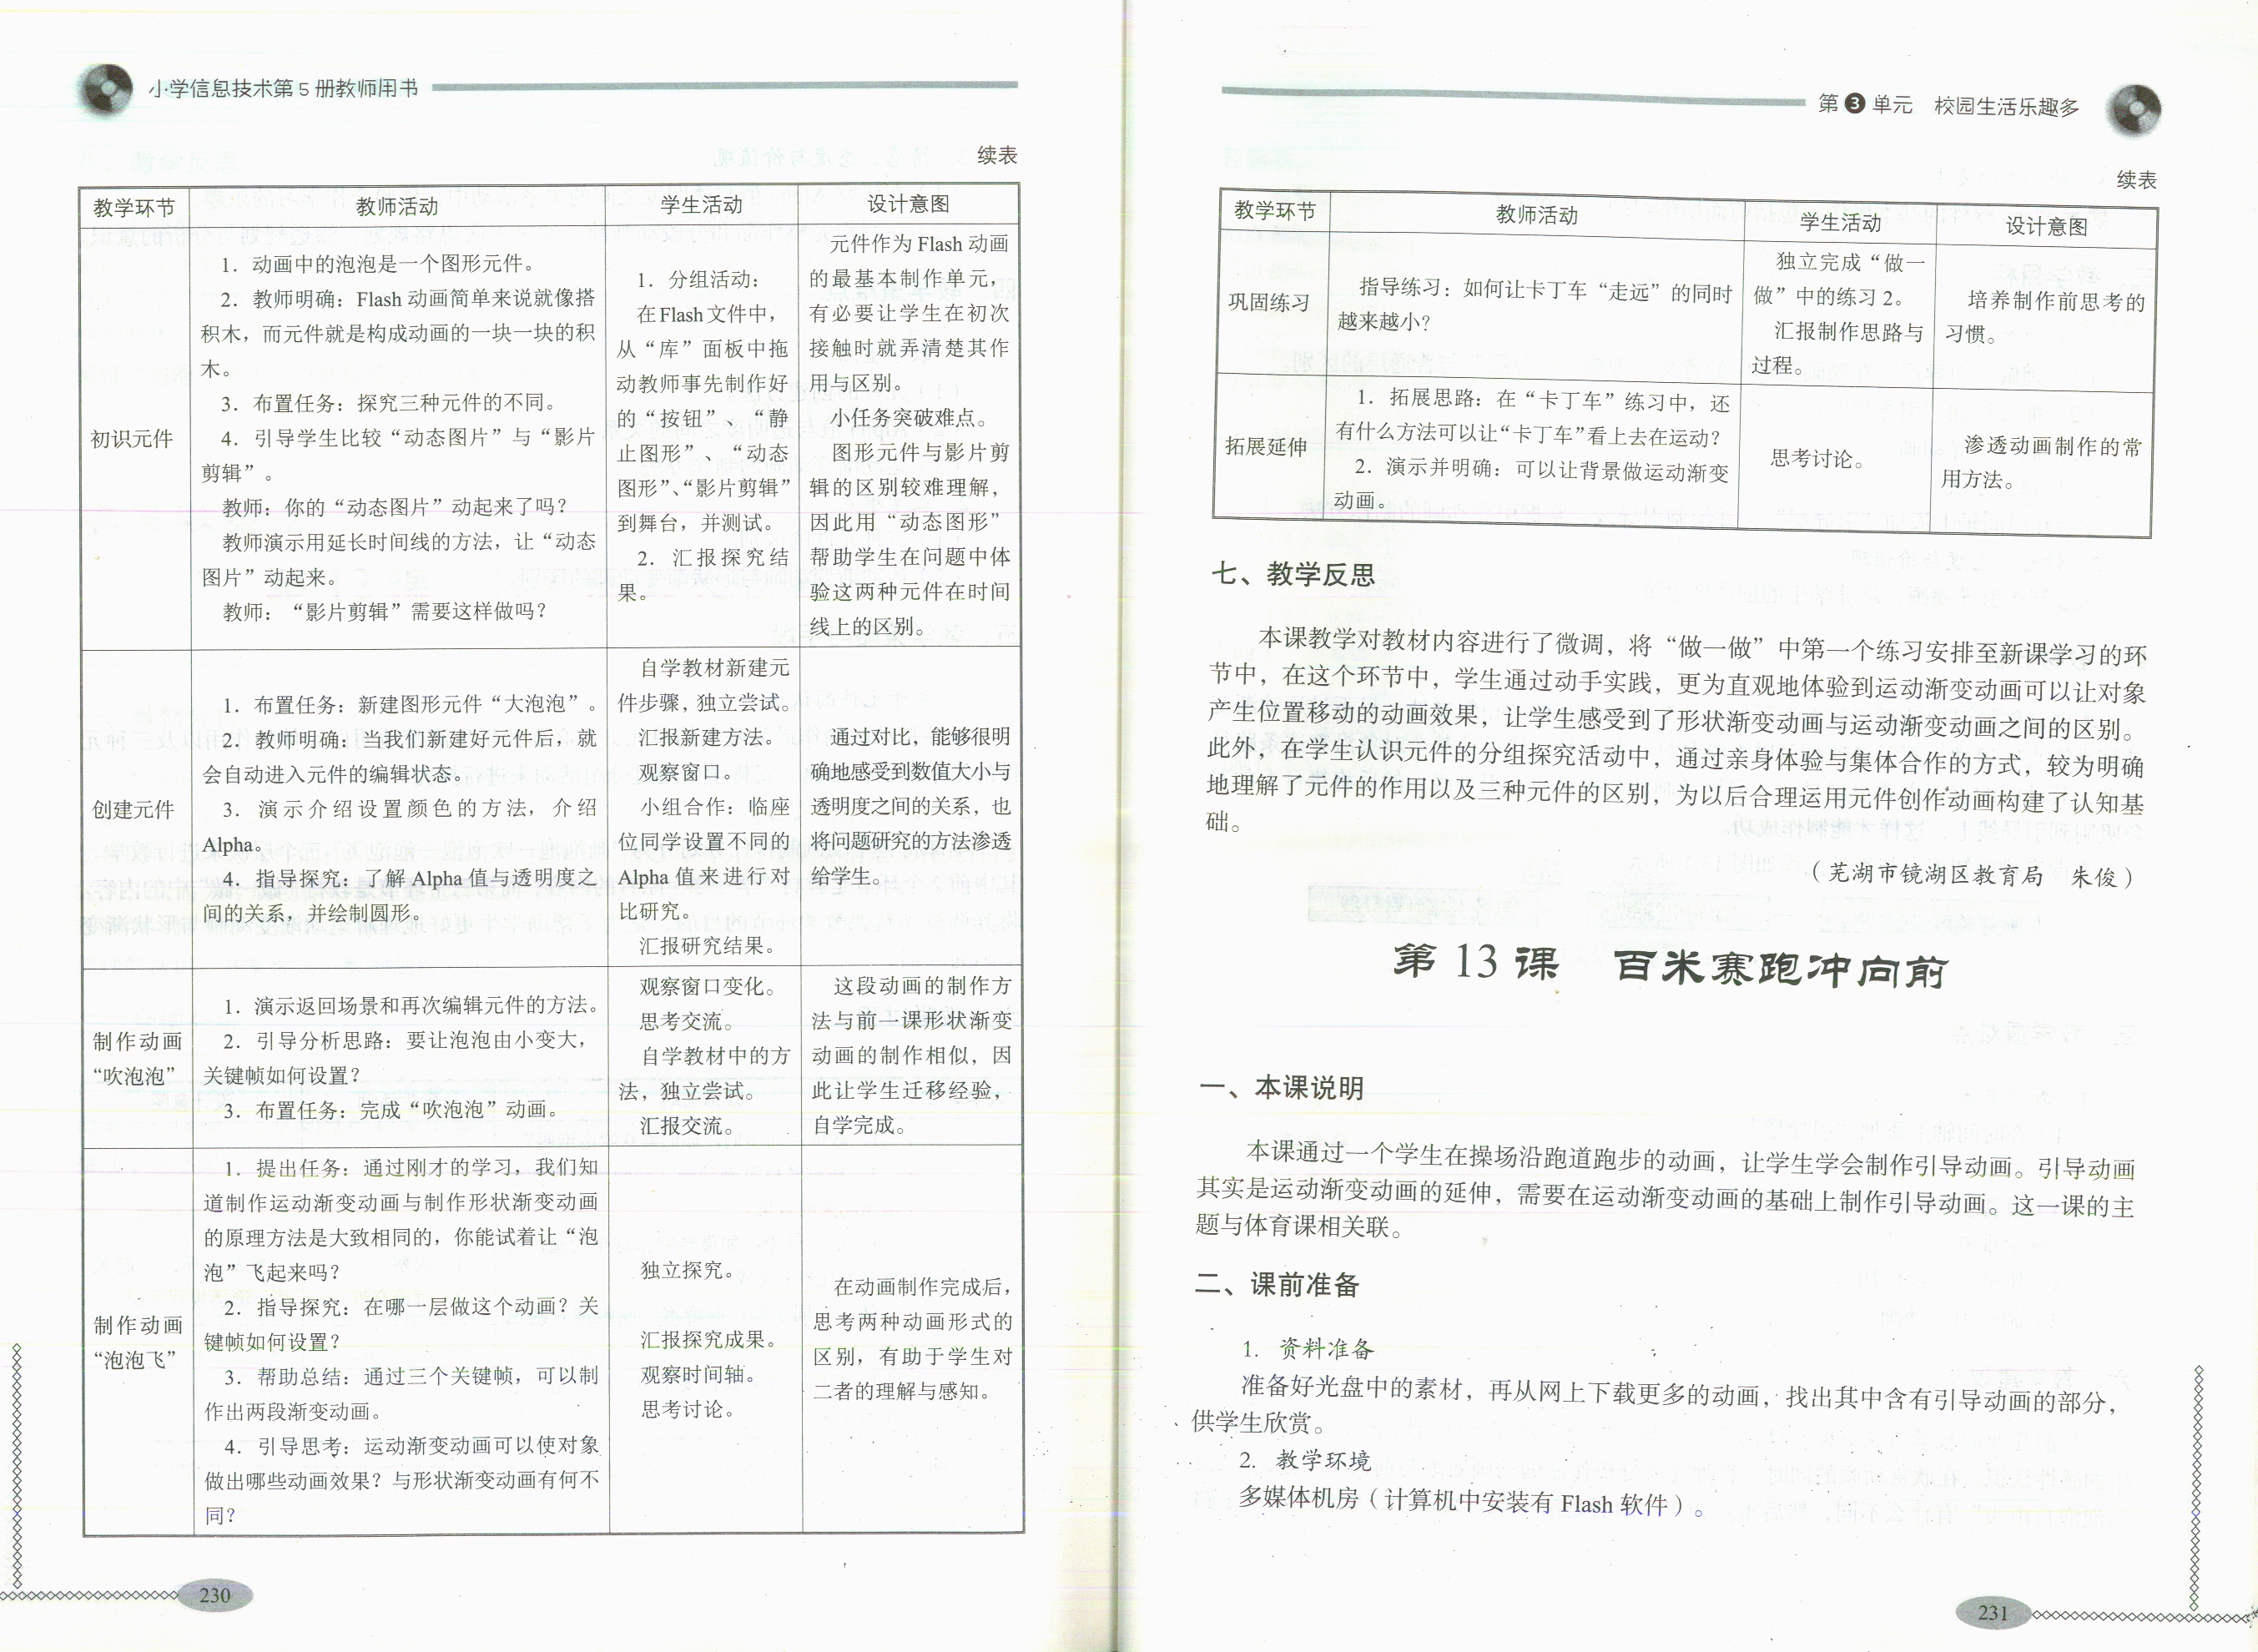 小学信息技术第5册教师用书
续表
教学环节 教师活动 学生活动 设计意图
初识元件
1．动画中的泡泡是一个图形元件。
2．教师明确：Flash 动画简单来说就像搭
积木，而元件就是构成动画的一块一块的积
木。
3．布置任务：探究三种元件的不同。
4．引导学生比较“动态图片”与“影片
剪辑”。
教师：你的“动态图片”动起来了吗？
教师演示用延长时间线的方法，让“动态
图片”动起来。
教师：“影片剪辑”需要这样做吗？
1．分组活动：
在Flash文件中，
从“库”面板中拖
动教师事先制作好
的“按钮”、“静
止图形”、“动态
图形”、“影片剪辑”
到舞台，并测试。
2．汇报探究结
果。
元件作为 Flash 动画
的最基本制作单元，
有必要让学生在初次
接触时就弄清楚其作
用与区别。
小任务突破难点。
图形元件与影片剪
辑的区别较难理解，
因此用“动态图形”
帮助学生在问题中体
验这两种元件在时间
线上的区别。
创建元件
1．布置任务：新建图形元件“大泡泡”。
2．教师明确：当我们新建好元件后，就
会自动进入元件的编辑状态。
3．演示介绍设置颜色的方法，介绍
Alpha。
4．指导探究：了解 Alpha 值与透明度之
间的关系，并绘制圆形。
自学教材新建元
件步骤，独立尝试。
汇报新建方法。
观察窗口。
小组合作：临座
位同学设置不同的
Alpha 值来进行对
比研究。
汇报研究结果。
通过对比，能够很明
确地感受到数值大小与
透明度之间的关系，也
将问题研究的方法渗透
给学生。
制作动画
“吹泡泡”
1．演示返回场景和再次编辑元件的方法。
2．引导分析思路：要让泡泡由小变大，
关键帧如何设置？
3．布置任务：完成“吹泡泡”动画。
观察窗口变化。
思考交流。
自学教材中的方
法，独立尝试。
汇报交流。
这段动画的制作方
法与前一课形状渐变
动画的制作相似，因
此让学生迁移经验，
自学完成。
制作动画
“泡泡飞”
1．提出任务：通过刚才的学习，我们知
道制作运动渐变动画与制作形状渐变动画
的原理方法是大致相同的，你能试着让“泡
泡”飞起来吗？
2．指导探究：在哪一层做这个动画？关
键帧如何设置？
3．帮助总结：通过三个关键帧，可以制
作出两段渐变动画。
4．引导思考：运动渐变动画可以使对象
做出哪些动画效果？与形状渐变动画有何不
同？
独立探究。
汇报探究成果。
观察时间轴。
思考讨论。
在动画制作完成后，
思考两种动画形式的
区别，有助于学生对
二者的理解与感知。
230
第3单元 校园生活乐趣多
续表
教学环节 教师活动 学生活动 设计意图
巩固练习
指导练习：如何让卡丁车“走远”的同时
越来越小？
独立完成“做一
做”中的练习2。
汇报制作思路与
过程。
培养制作前思考的
习惯。
拓展延伸
1．拓展思路：在“卡丁车”练习中，还
有什么方法可以让“卡丁车”看上去在运动？
2．演示并明确：可以让背景做运动渐变
动画。
思考讨论。
渗透动画制作的常
用方法。
七、教学反思
本课教学对教材内容进行了微调，将“做一做”中第一个练习安排至新课学习的环
节中，在这个环节中，学生通过动手实践，更为直观地体验到运动渐变动画可以让对象
产生位置移动的动画效果，让学生感受到了形状渐变动画与运动渐变动画之间的区别。
此外，在学生认识元件的分组探究活动中，通过亲身体验与集体合作的方式，较为明确
地理解了元件的作用以及三种元件的区别，为以后合理运用元件创作动画构建了认知基
础。
（芜湖市镜湖区教育局 朱俊）
第13课 百米赛跑冲向前
一、本课说明
本课通过一个学生在操场沿跑道跑步的动画，让学生学会制作引导动画。引导动画
其实是运动渐变动画的延伸，需要在运动渐变动画的基础上制作引导动画。这一课的主
题与体育课相关联。
二、课前准备
1. 资料准备
准备好光盘中的素材，再从网上下载更多的动画，找出其中含有引导动画的部分，
供学生欣赏。
2. 教学环境
多媒体机房（计算机中安装有 Flash 软件）。
231